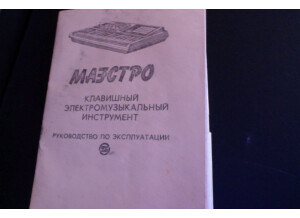 МАЭСТРО
КЛАВИШНЫЙ
ЭЛЕКТРОМУЗЫКАЛЬНЫЙ
ИНСТРУМЕНТ
РУКОВОДСТВО ПО ЭКСПЛУАТАЦИИ